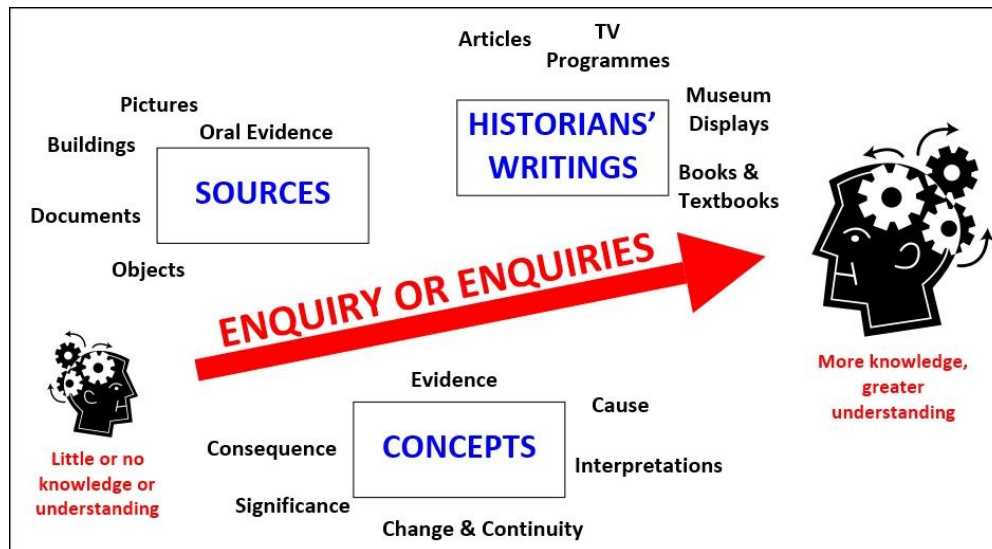 Articles
TV
Programmes
Pictures
Oral Evidence
Buildings
SOURCES
Documents
Objects
HISTORIANS'
WRITINGS
Museum
Displays
Books &
Textbooks
ENQUIRY OR ENQUIRIES
Little or no
knowledge or
understanding
More knowledge,
greater
understanding
Evidence
Cause
Consequence
CONCEPTS
Interpretations
Significance
Change & Continuity